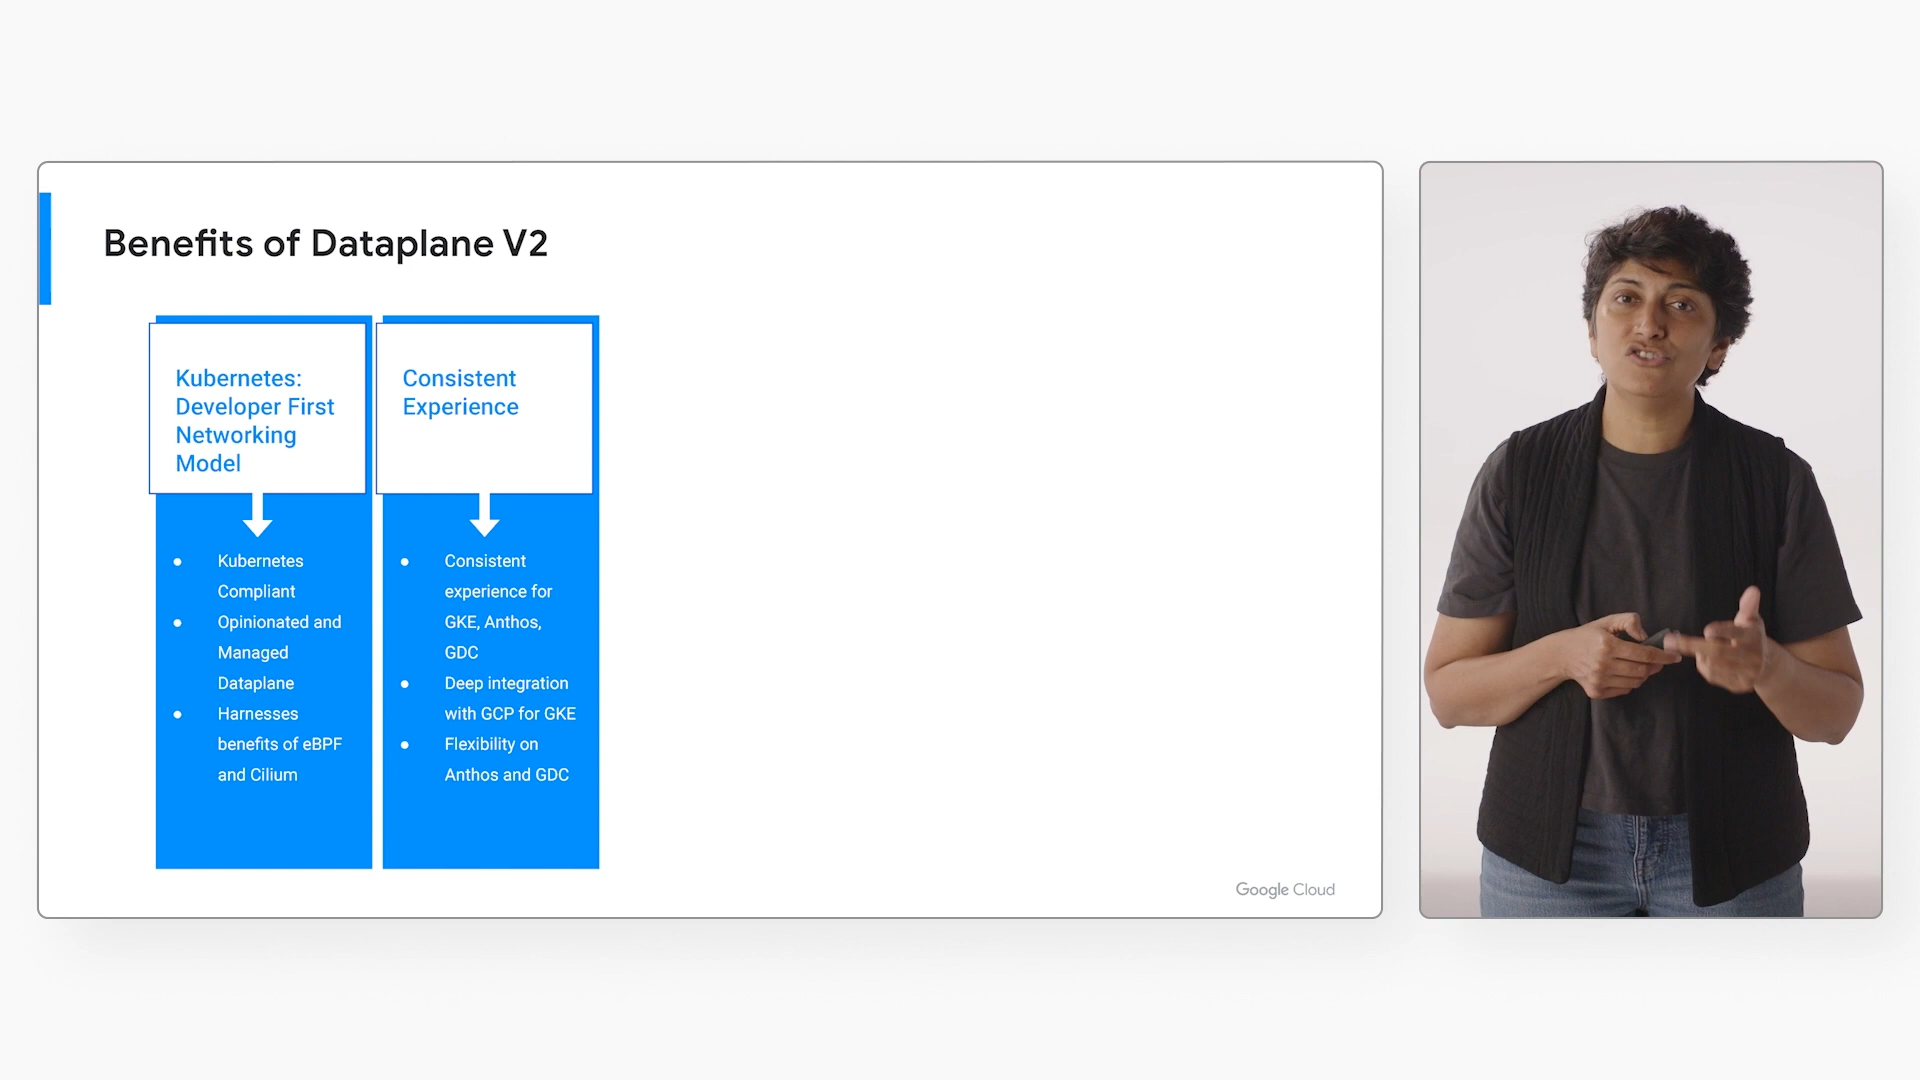 Benefits of Dataplane V2
Kubernetes:
Developer First
Networking
Model
Kubernetes
Compliant
Opinionated and
Managed
Dataplane
Harnesses
benefits of eBPF
and Cilium
Consistent
Experience
Consistent
experience for
GKE, Anthos,
GDC
Deep integration
with GCP for GKE
Flexibility on
Anthos and GDC
Google Cloud